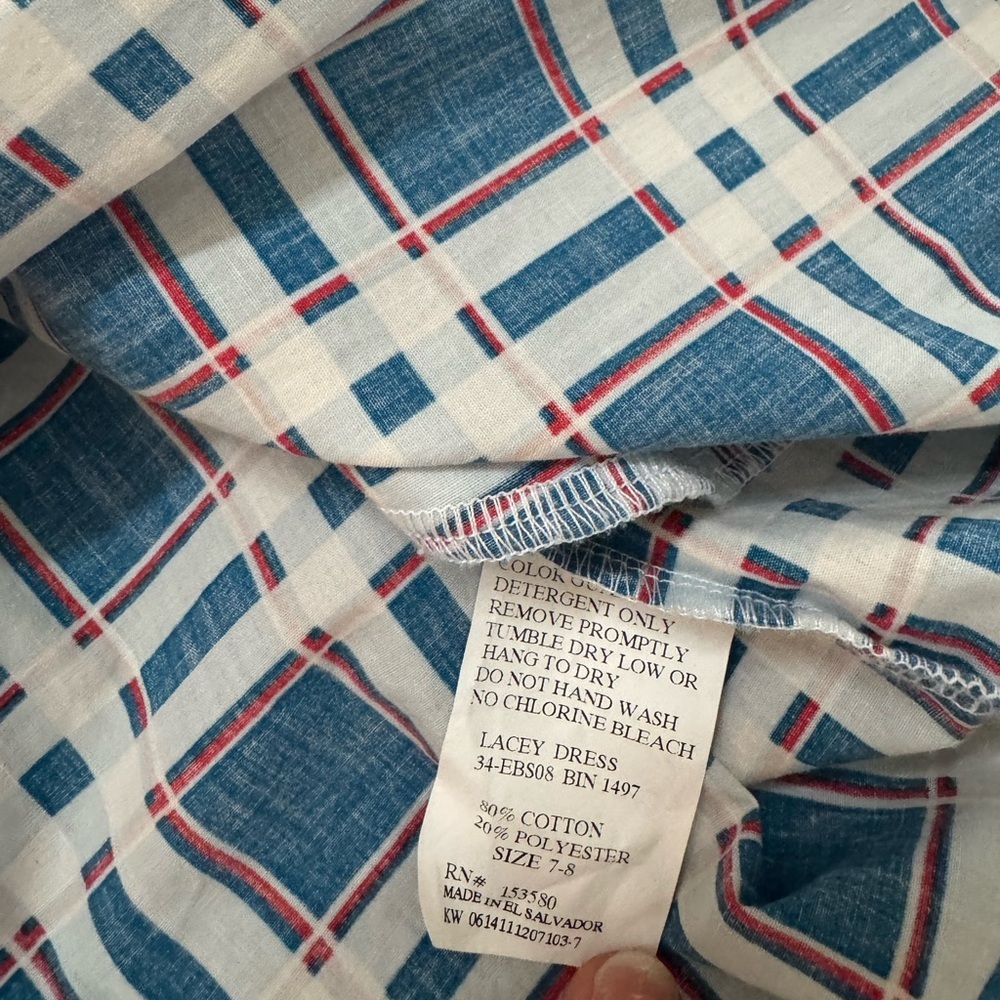 DETERGENT ONLY
REMOVE PROMPTLY
TUMBLE DRY LOW OR
HANG TO DRY
DO NOT HAND WASH
NO CHLORINE BLEACH
LACEY DRESS
34-EBS08 BIN 1497
80% COTTON
20% POLYESTER
SIZE 7-8
RN# 153580
MADE IN EL SALVADOR
KW 0614111207103-7